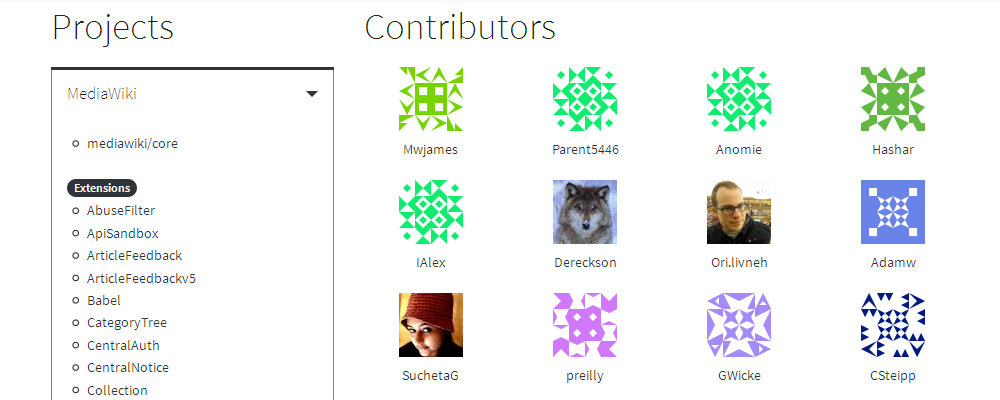 Projects
Contributors
MediaWiki
mediawiki/core
Extensions
AbuseFilter
ApiSandbox
ArticleFeedback
ArticleFeedbackv5
Babel
CategoryTree
CentralAuth
CentralNotice
Collection
Mwjames
Parent5446
Anomie
Hashar
IAlex
Dereckson
Ori.livneh
Adamw
SuchetaG
preilly
GWicke
CSteipp